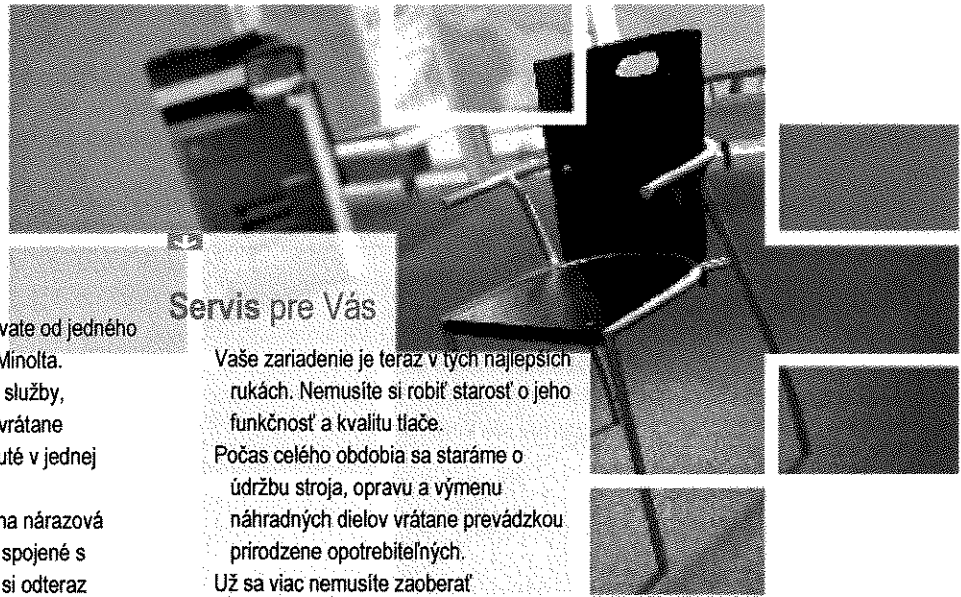 vate od jedného
Minolta.
služby,
vrátane
uté v jednej
na nárazová
spojené s
si odteraz
Servis pre Vás
Vaše zariadenie je teraz v tých najlepších
rukách. Nemusíte si robiť starosť o jeho
funkčnosť a kvalitu tlače.
Počas celého obdobia sa staráme o
údržbu stroja, opravu a výmenu
náhradných dielov vrátane prevádzkou
prirodzene opotrebiteľných.
Už sa viac nemusíte zaoberať